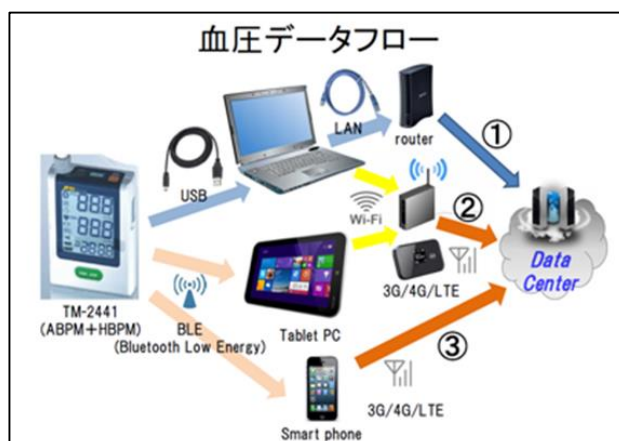 血圧データフロー
LAN
router
①
USB
Wi-Fi
②
Data
Center
3G/4G/LTE
TM-2441
(ABPM+HBPM)
BLE
(Bluetooth Low Energy)
Tablet PC
③
3G/4G/LTE
Smart phone